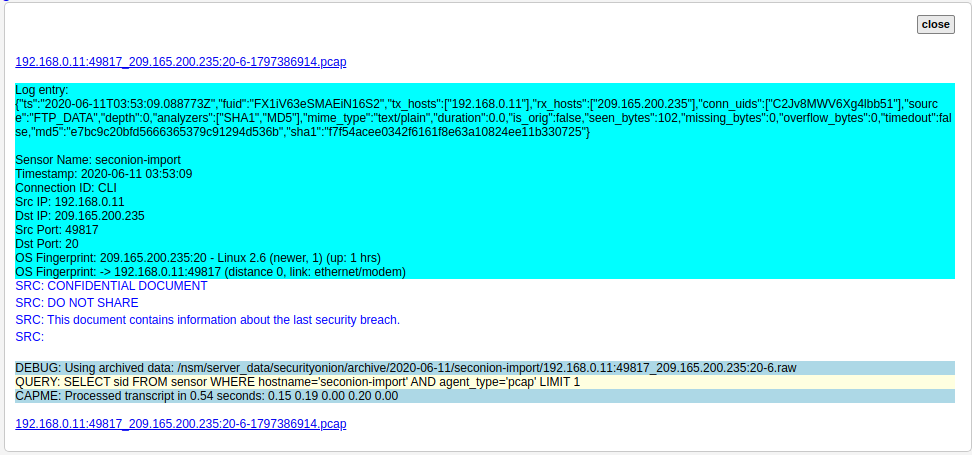 close
192.168.0.11:49817_209.165.200.235:20-6-1797386914.pcap
Log entry:
{"ts":"2020-06-11T03:53:09.088773Z","fuid":"FX1iV63eSMAEiN16S2","tx_hosts":["192.168.0.11"],"rx_hosts":["209.165.200.235"],"conn_uids":["C2Jv8MWV6Xg4lbb51"],"sourc
e":"FTP_DATA","depth":0,"analyzers":["SHA1","MD5"],"mime_type":"text/plain","duration":0.0,"is_orig":false,"seen_bytes":102,"missing_bytes":0,"overflow_bytes":0,"timedout":fal
se,"md5":"e7bc9c20bfd5666365379c91294d536b","sha1":"f7f54acee0342f6161f8e63a10824ee11b330725"}
Sensor Name: seconion-import
Timestamp: 2020-06-11 03:53:09
Connection ID: CLI
Src IP: 192.168.0.11
Dst IP: 209.165.200.235
Src Port: 49817
Dst Port: 20
OS Fingerprint: 209.165.200.235:20 - Linux 2.6 (newer, 1) (up: 1 hrs)
OS Fingerprint: -> 192.168.0.11:49817 (distance 0, link: ethernet/modem)
SRC: CONFIDENTIAL DOCUMENT
SRC: DO NOT SHARE
SRC: This document contains information about the last security breach.
SRC:
DEBUG: Using archived data: /nsm/server_data/securityonion/archive/2020-06-11/seconion-import/192.168.0.11:49817_209.165.200.235:20-6.raw
QUERY: SELECT sid FROM sensor WHERE hostname='seconion-import' AND agent_type='pcap' LIMIT 1
CAPME: Processed transcript in 0.54 seconds: 0.15 0.19 0.00 0.20 0.00
192.168.0.11:49817_209.165.200.235:20-6-1797386914.pcap